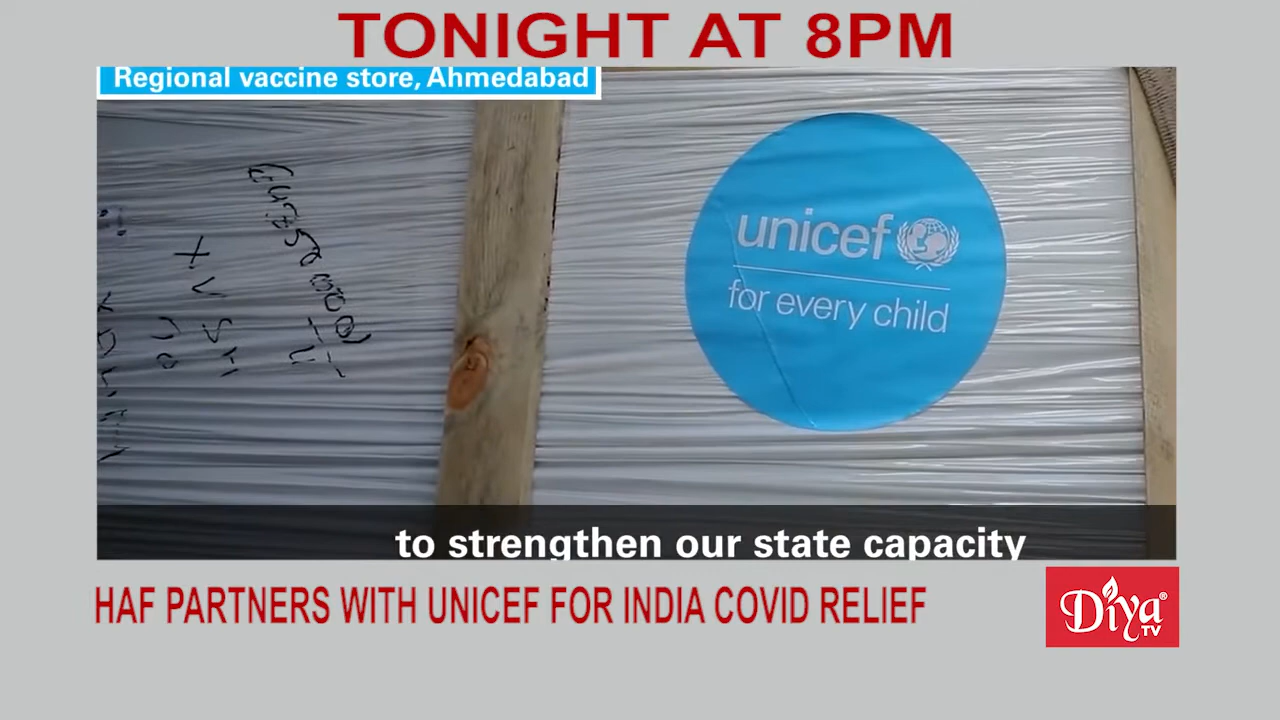 TONIGHT AT 8PM
Regional vaccine store, Ahmedabad
unicef
for every child
to strengthen our state capacity
HAF PARTNERS WITH UNICEF FOR INDIA COVID RELIEF
Diya®
TV